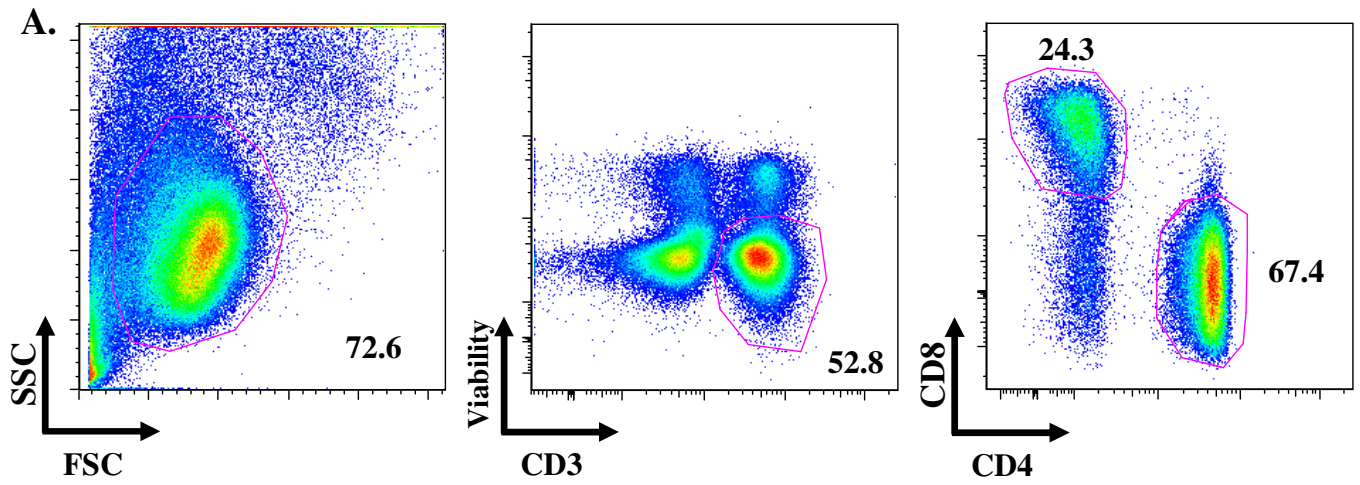 A.
SSC
FSC
72.6
Viability
CD3
52.8
CD8
CD4
24.3
67.4